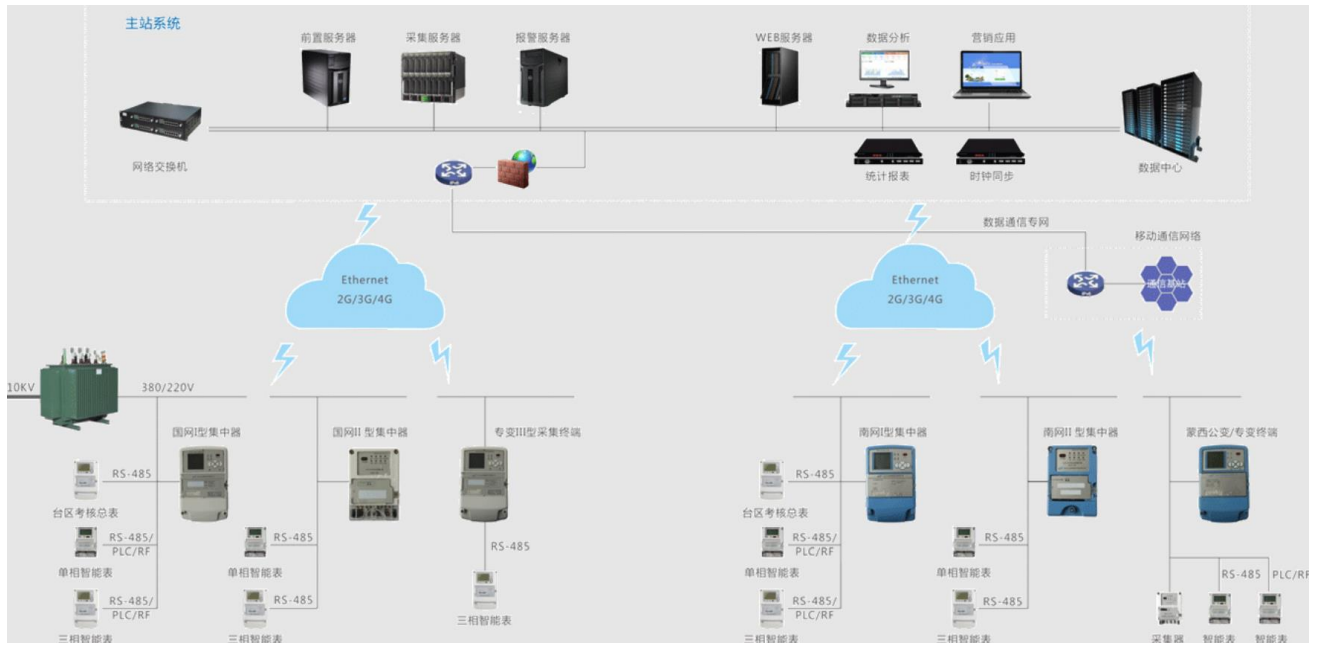 主站系统
前置服务器
采集服务器
报警服务器
WEB服务器
数据分析
营销应用
网络交换机
统计报表
时钟同步
数据中心
数据通信专网
移动通信网络
Ethernet
2G/3G/4G
Ethernet
2G/3G/4G
通信基站
10KV
380/220V
国网I型集中器
国网II 型集中器
专变III型采集终端
南网I型集中器
南网II 型集中器
蒙西公变/专变终端
RS-485
台区考核总表
RS-485/
PLC/RF
单相智能表
RS-485/
PLC/RF
三相智能表
RS-485
单相智能表
RS-485
三相智能表
RS-485
三相智能表
RS-485
台区考核总表
RS-485/
PLC/RF
单相智能表
RS-485/
PLC/RF
三相智能表
RS-485
单相智能表
RS-485
三相智能表
RS-485
PLC/RF
采集器
智能表
智能表